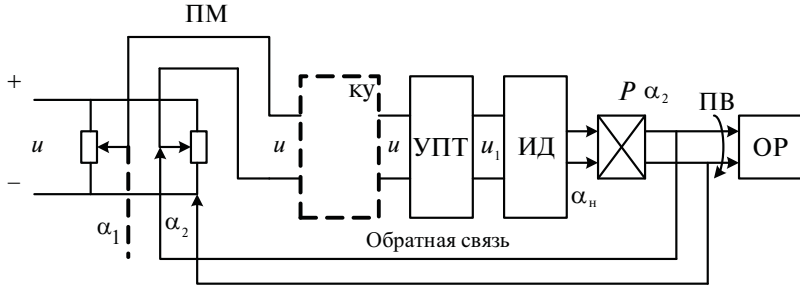 ПМ
+
ку
P α₂
ПВ
u
u
u
УПТ
u₁
ИД
ОР
–
α₁
α₂
αн
Обратная связь